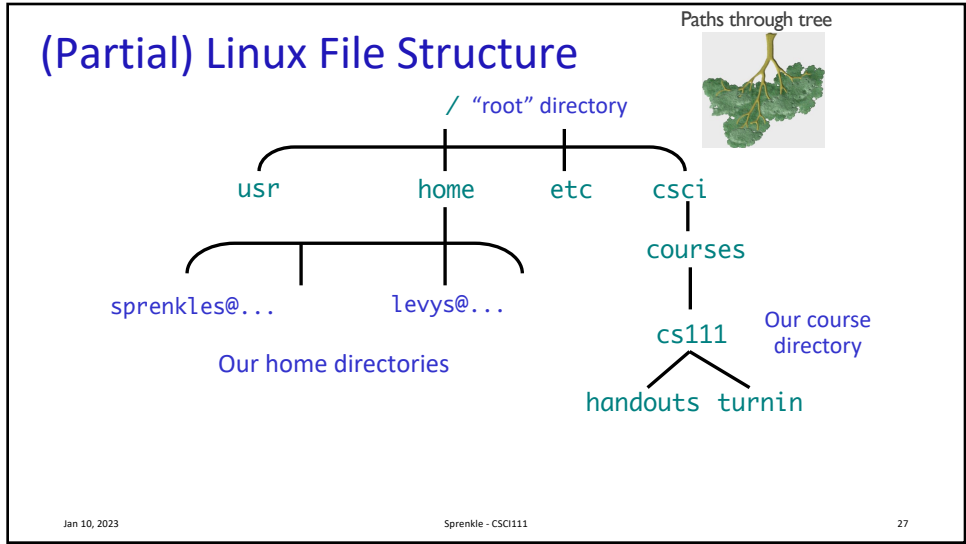 Paths through tree
(Partial) Linux File Structure
/ “root” directory
usr home etc csci
courses
sprenkles@... levys@...
Our course
directory
cs111
Our home directories
handouts turnin
Jan 10, 2023 Sprenkle - CSCI111 27